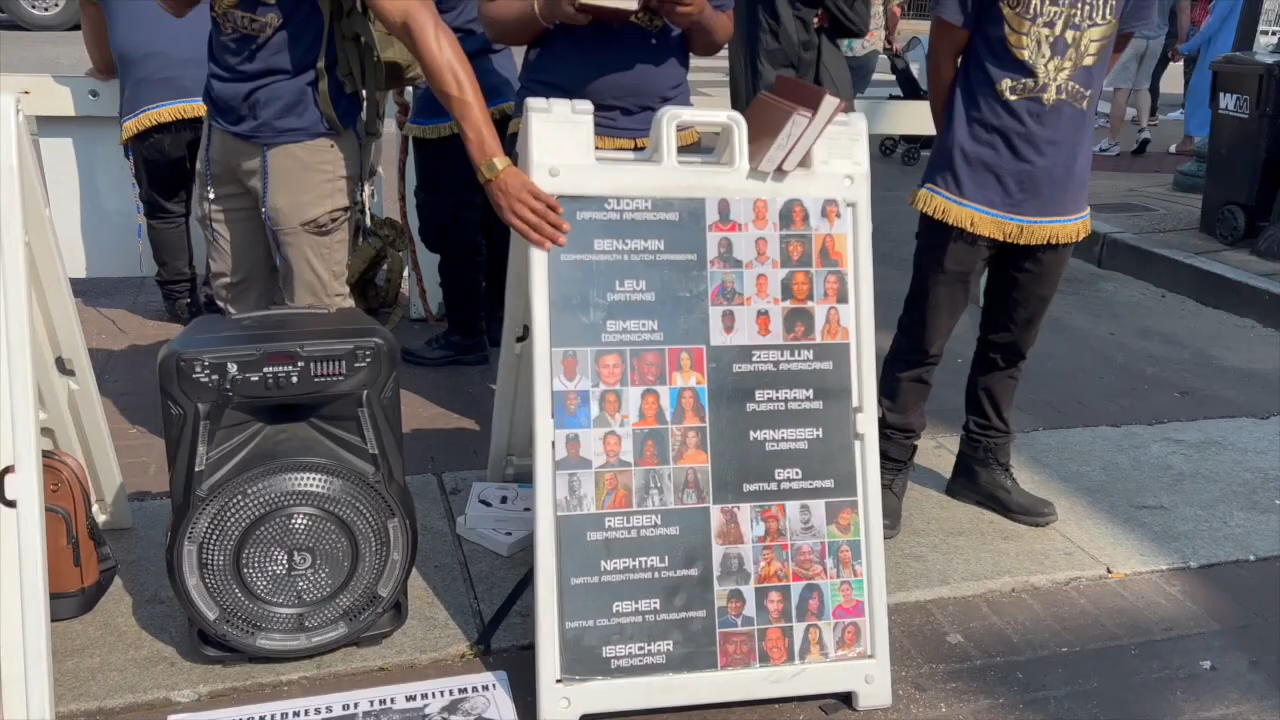 JUDAH
(AFRICAN AMERICANS)
BENJAMIN
(COMMONWEALTH & DUTCH CARIBBEAN)
LEVI
(HAITIANS)
SIMEON
(DOMINICANS)
ZEBULUN
(CENTRAL AMERICANS)
EPHRAIM
(PUERTO RICANS)
MANASSEH
(CUBANS)
GAD
(NATIVE AMERICANS)
REUBEN
(SEMINOLE INDIANS)
NAPHTALI
(NATIVE ARGENTINIANS & CHILEANS)
ASHER
(NATIVE COLOMBIANS TO URUGUAYANS)
ISSACHAR
(MEXICANS)
OF THE WHITEMAN!
WM